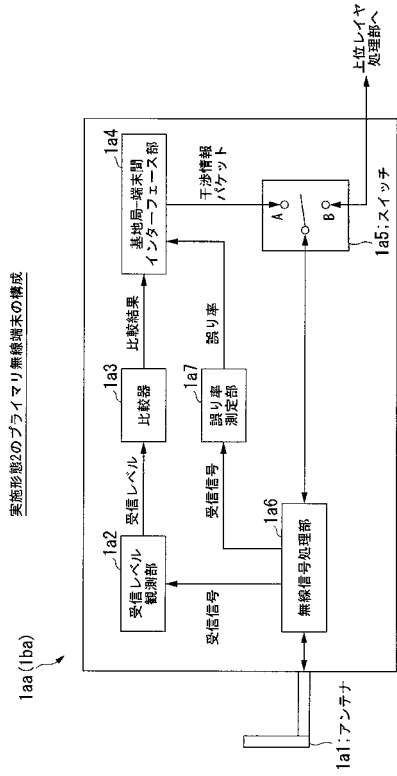 実施形態2のプライマリ無線端末の構成
1aa(1ba)
1a2
受信レベル
観測部
受信レベル
1a3
比較器
比較結果
1a4
基地局-端末間
インターフェース部
受信信号
受信信号
1a7
誤り率
測定部
誤り率
干渉情報
パケット
1a6
無線信号処理部
A
B
1a5;スイッチ
上位レイヤ
処理部へ
1a1;アンテナ